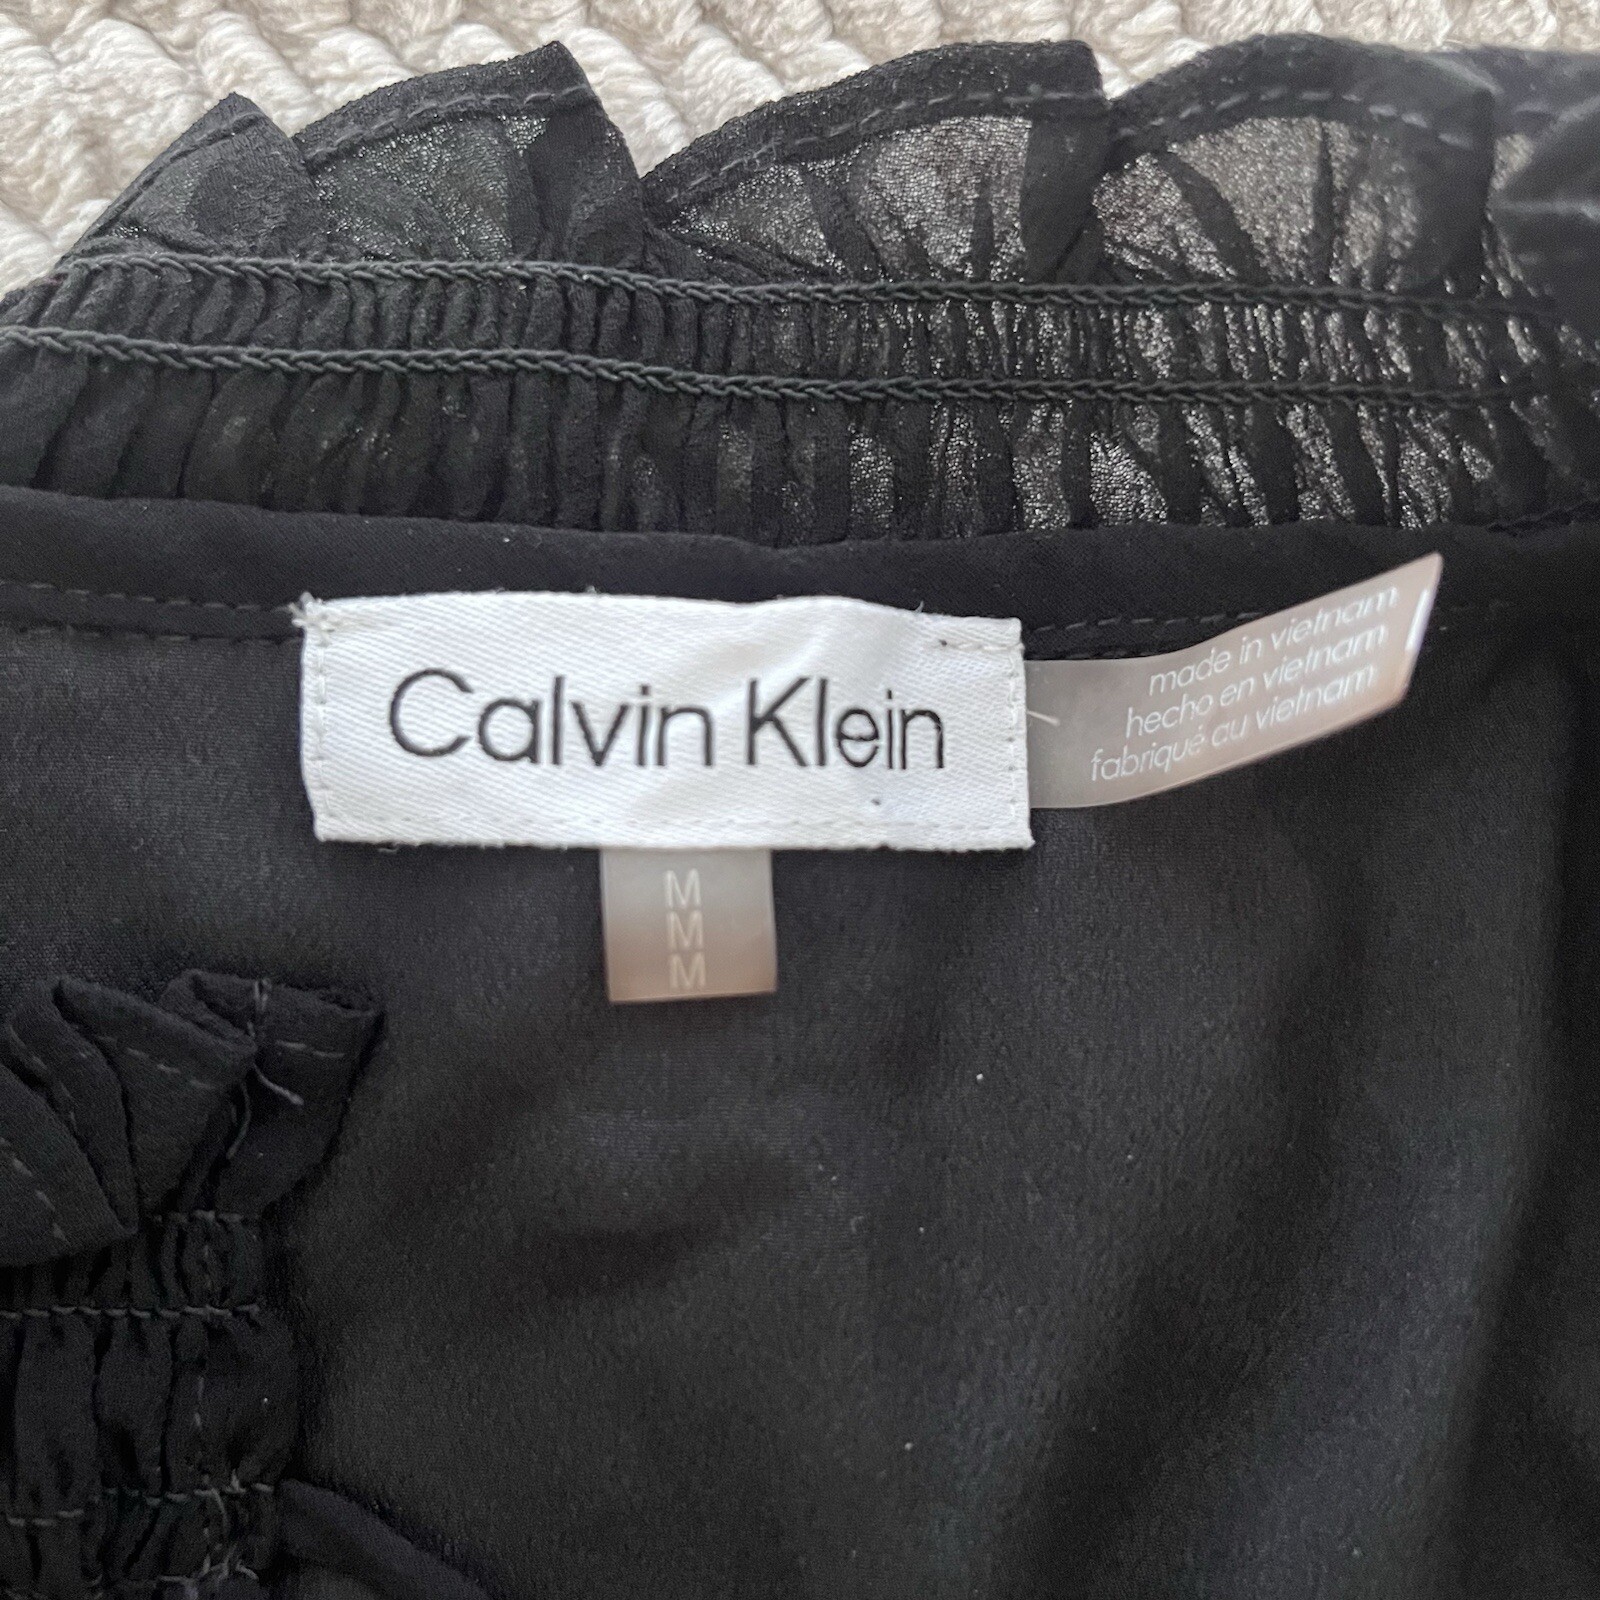 Calvin Klein
made in vietnam
hecho en vietnam
fabriqué au vietnam
M
M
M